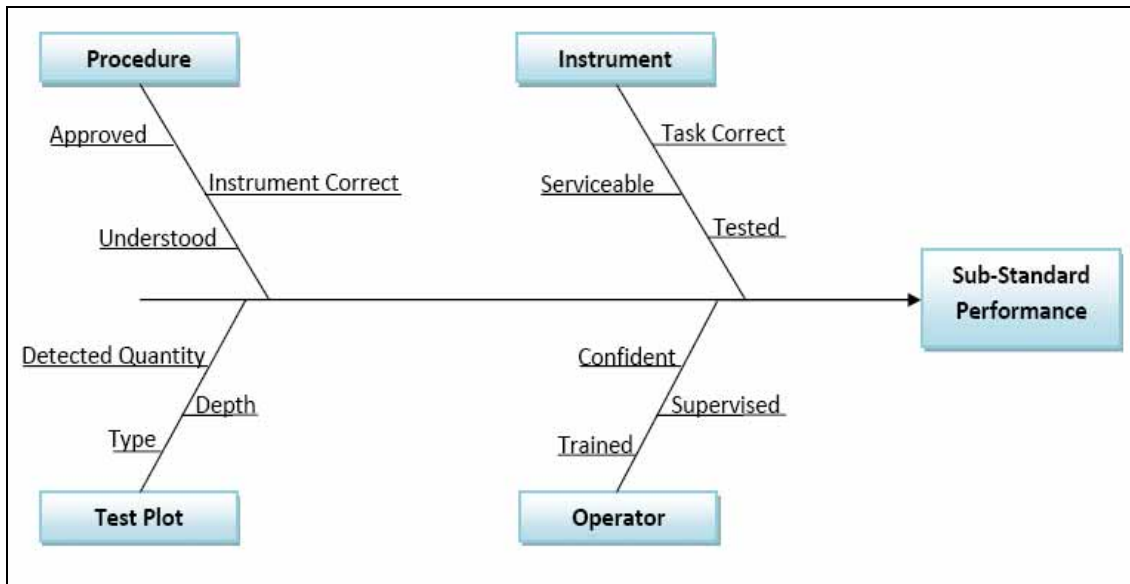 Procedure
Instrument
Approved
Task Correct
Instrument Correct
Serviceable
Understood
Tested
Sub-Standard
Performance
Detected Quantity
Confident
Depth
Supervised
Type
Trained
Test Plot
Operator